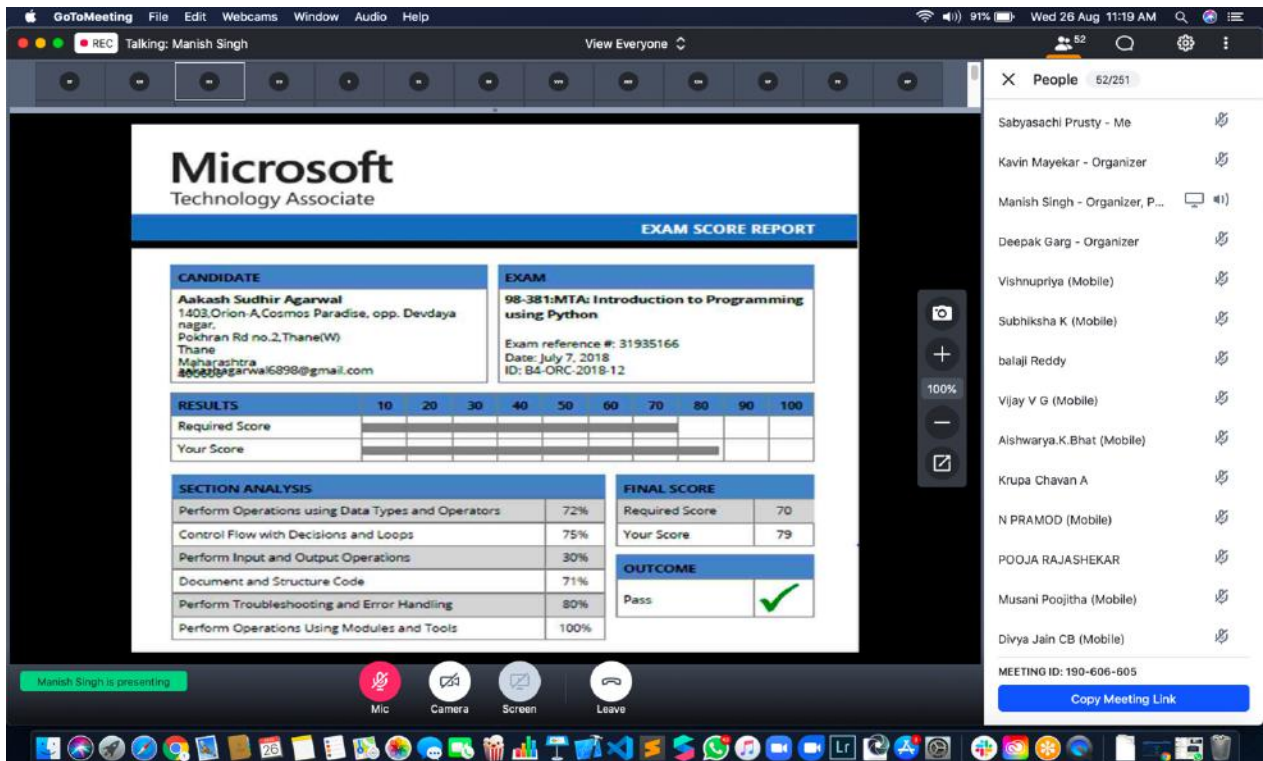 GoToMeeting File Edit Webcams Window Audio Help 91% Wed 26 Aug 11:19 AM
REC Talking: Manish Singh View Everyone 52
People 52/251
Sabyasachi Prusty - Me
Kavin Mayekar - Organizer
Manish Singh - Organizer, P...
Deepak Garg - Organizer
Vishnupriya (Mobile)
Subhiksha K (Mobile)
balaji Reddy
Vijay V G (Mobile)
Aishwarya.K.Bhat (Mobile)
Krupa Chavan A
N PRAMOD (Mobile)
POOJA RAJASHEKAR
Musani Poojitha (Mobile)
Divya Jain CB (Mobile)
MEETING ID: 190-606-605
Copy Meeting Link
Microsoft
Technology Associate
EXAM SCORE REPORT
CANDIDATE
Aakash Sudhir Agarwal
1403,Orion-A,Cosmos Paradise, opp. Devdaya
nagar,
Pokhran Rd no.2,Thane(W)
Thane
Maharashtra
EXAM
98-381:MTA: Introduction to Programming
using Python
Exam reference #: 31935166
Date: July 7, 2018
ID: B4-ORC-2018-12
RESULTS 10 20 30 40 50 60 70 80 90 100
Required Score
Your Score
SECTION ANALYSIS
Perform Operations using Data Types and Operators 72%
Control Flow with Decisions and Loops 75%
Perform Input and Output Operations 30%
Document and Structure Code 71%
Perform Troubleshooting and Error Handling 80%
Perform Operations Using Modules and Tools 100%
FINAL SCORE
Required Score 70
Your Score 79
OUTCOME
Pass
100%
Manish Singh is presenting
Mic Camera Screen Leave
26
Lr